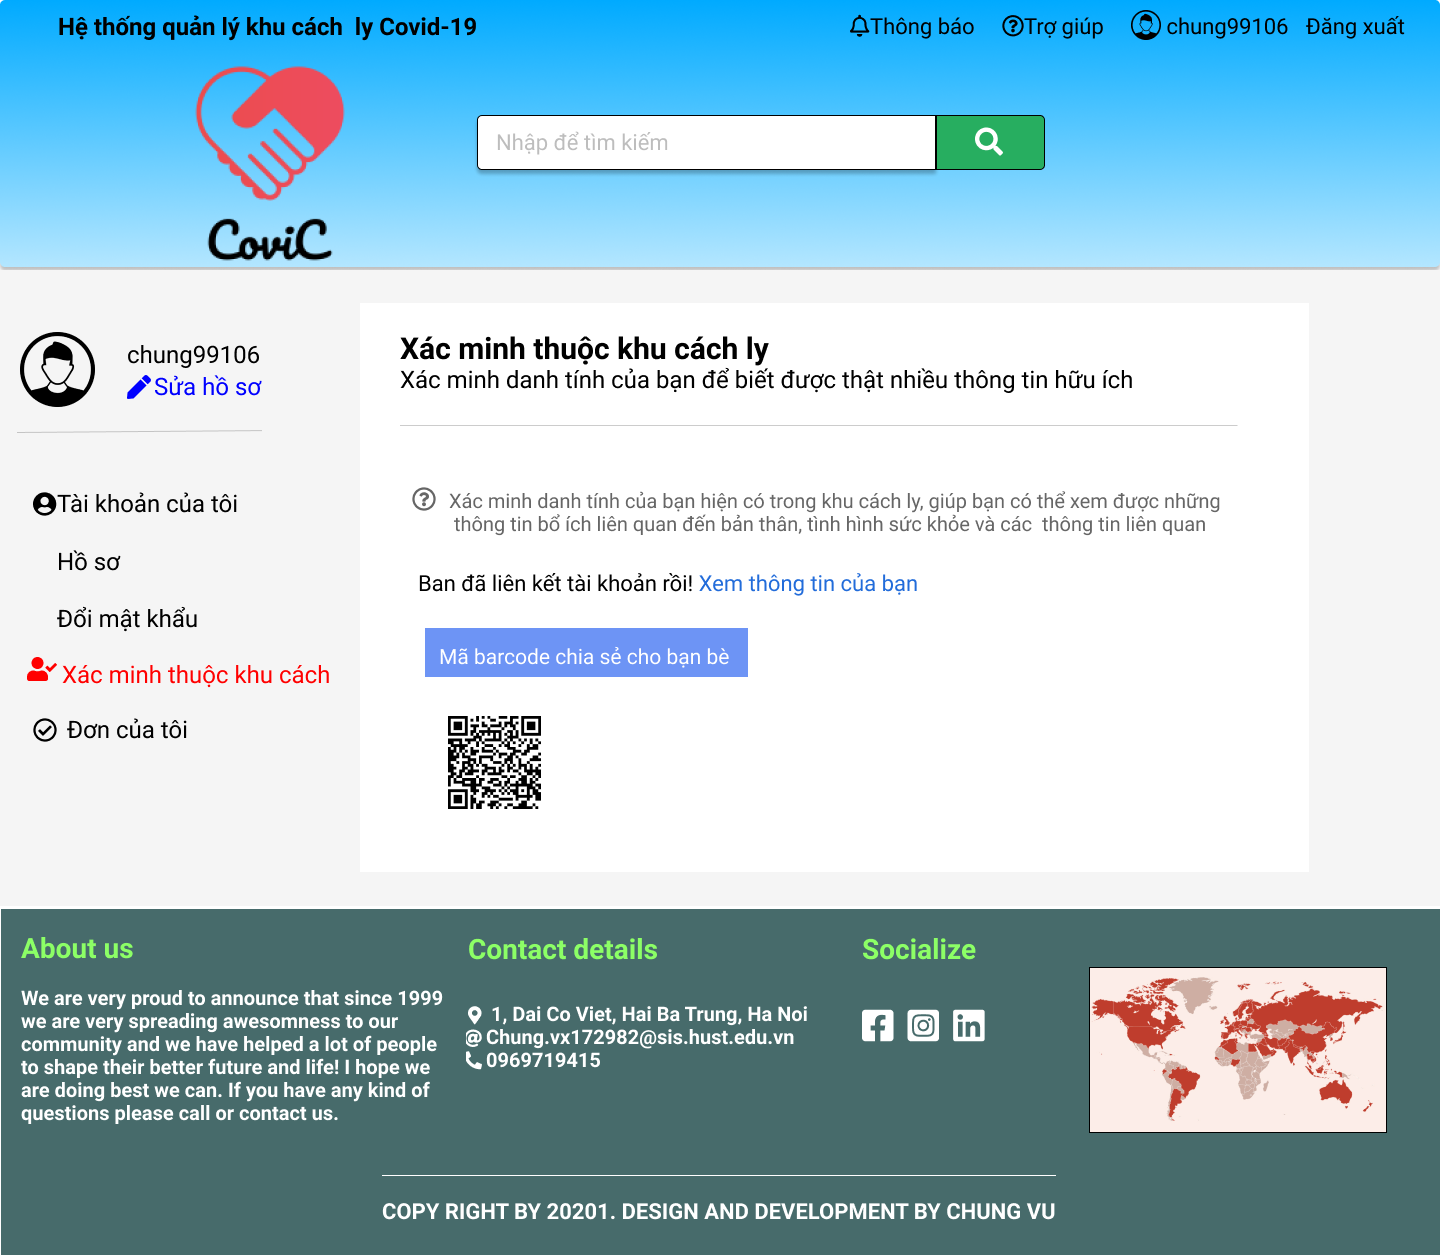 Hệ thống quản lý khu cách  ly Covid-19
Thông báo
Trợ giúp
chung99106
Đăng xuất
CoviC
Nhập để tìm kiếm
chung99106
Sửa hồ sơ
Tài khoản của tôi
Hồ sơ
Đổi mật khẩu
Xác minh thuộc khu cách
Đơn của tôi
Xác minh thuộc khu cách ly
Xác minh danh tính của bạn để biết được thật nhiều thông tin hữu ích
Xác minh danh tính của bạn hiện có trong khu cách ly, giúp bạn có thể xem được những
thông tin bổ ích liên quan đến bản thân, tình hình sức khỏe và các  thông tin liên quan
Ban đã liên kết tài khoản rồi! Xem thông tin của bạn
Mã barcode chia sẻ cho bạn bè
About us
We are very proud to announce that since 1999
we are very spreading awesomness to our
community and we have helped a lot of people
to shape their better future and life! I hope we
are doing best we can. If you have any kind of
questions please call or contact us.
Contact details
1, Dai Co Viet, Hai Ba Trung, Ha Noi
Chung.vx172982@sis.hust.edu.vn
0969719415
Socialize
COPY RIGHT BY 20201. DESIGN AND DEVELOPMENT BY CHUNG VU